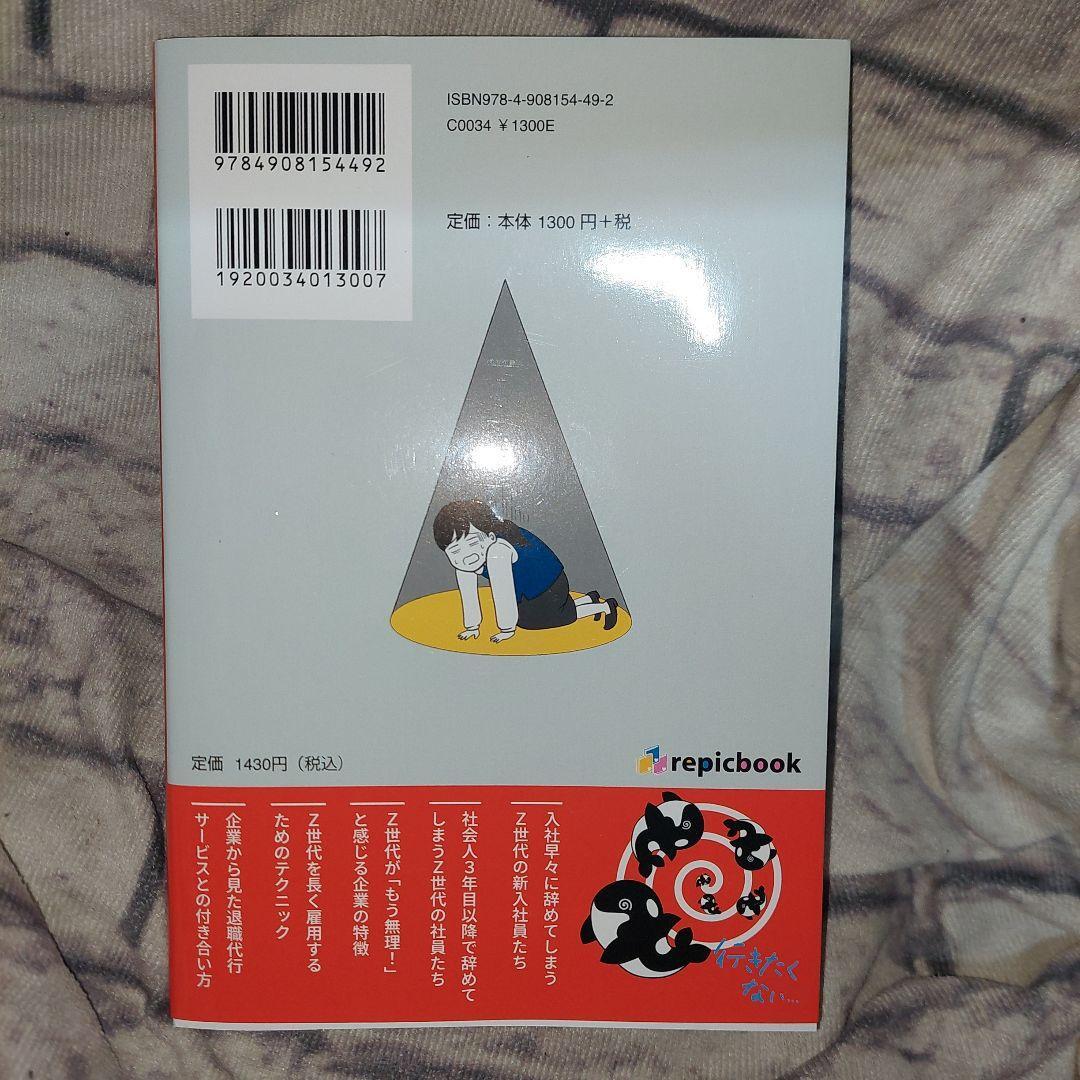 9784908154492
1920034013007
ISBN978-4-908154-49-2
C0034 ¥1300E
定価：本体 1300 円＋税
定価 1430円（税込）
repicbook
入社早々に辞めてしまう
Z世代の新入社員たち
社会人３年目以降で辞めて
しまうZ世代の社員たち
Z世代が「もう無理！」
と感じる企業の特徴
Z世代を長く雇用する
ためのテクニック
企業から見た退職代行
サービスとの付き合い方
行きたく
ない…